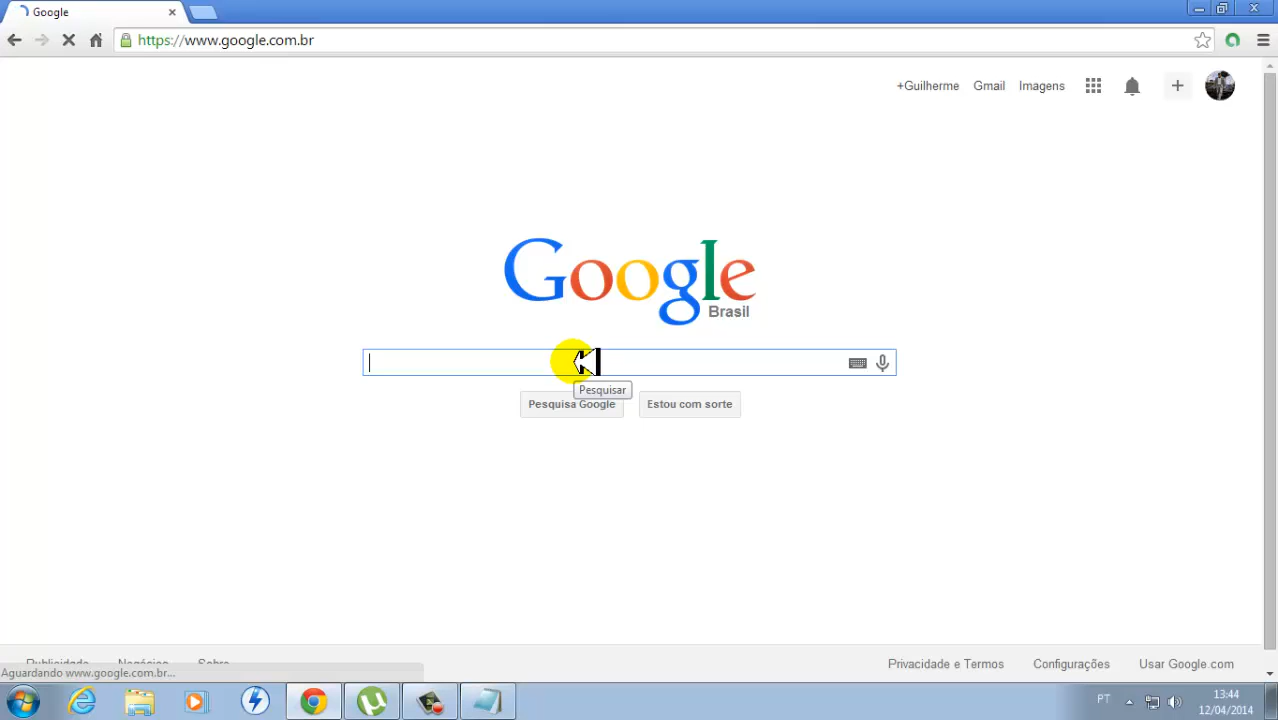 Google
https://www.google.com.br
+Guilherme Gmail Imagens
Google
Brasil
Pesquisar
Pesquisa Google Estou com sorte
Publicidade Negócios Sobre Privacidade e Termos Configurações Usar Google.com
Aguardando www.google.com.br...
PT 13:44
12/04/2014